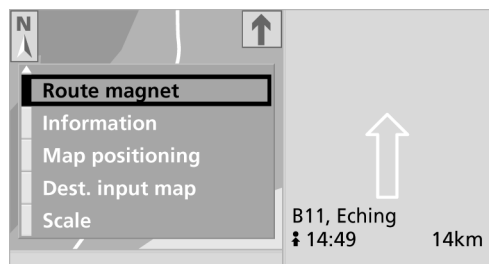 N
Route magnet
Information
Map positioning
Dest. input map
Scale
B11, Eching
14:49 14km